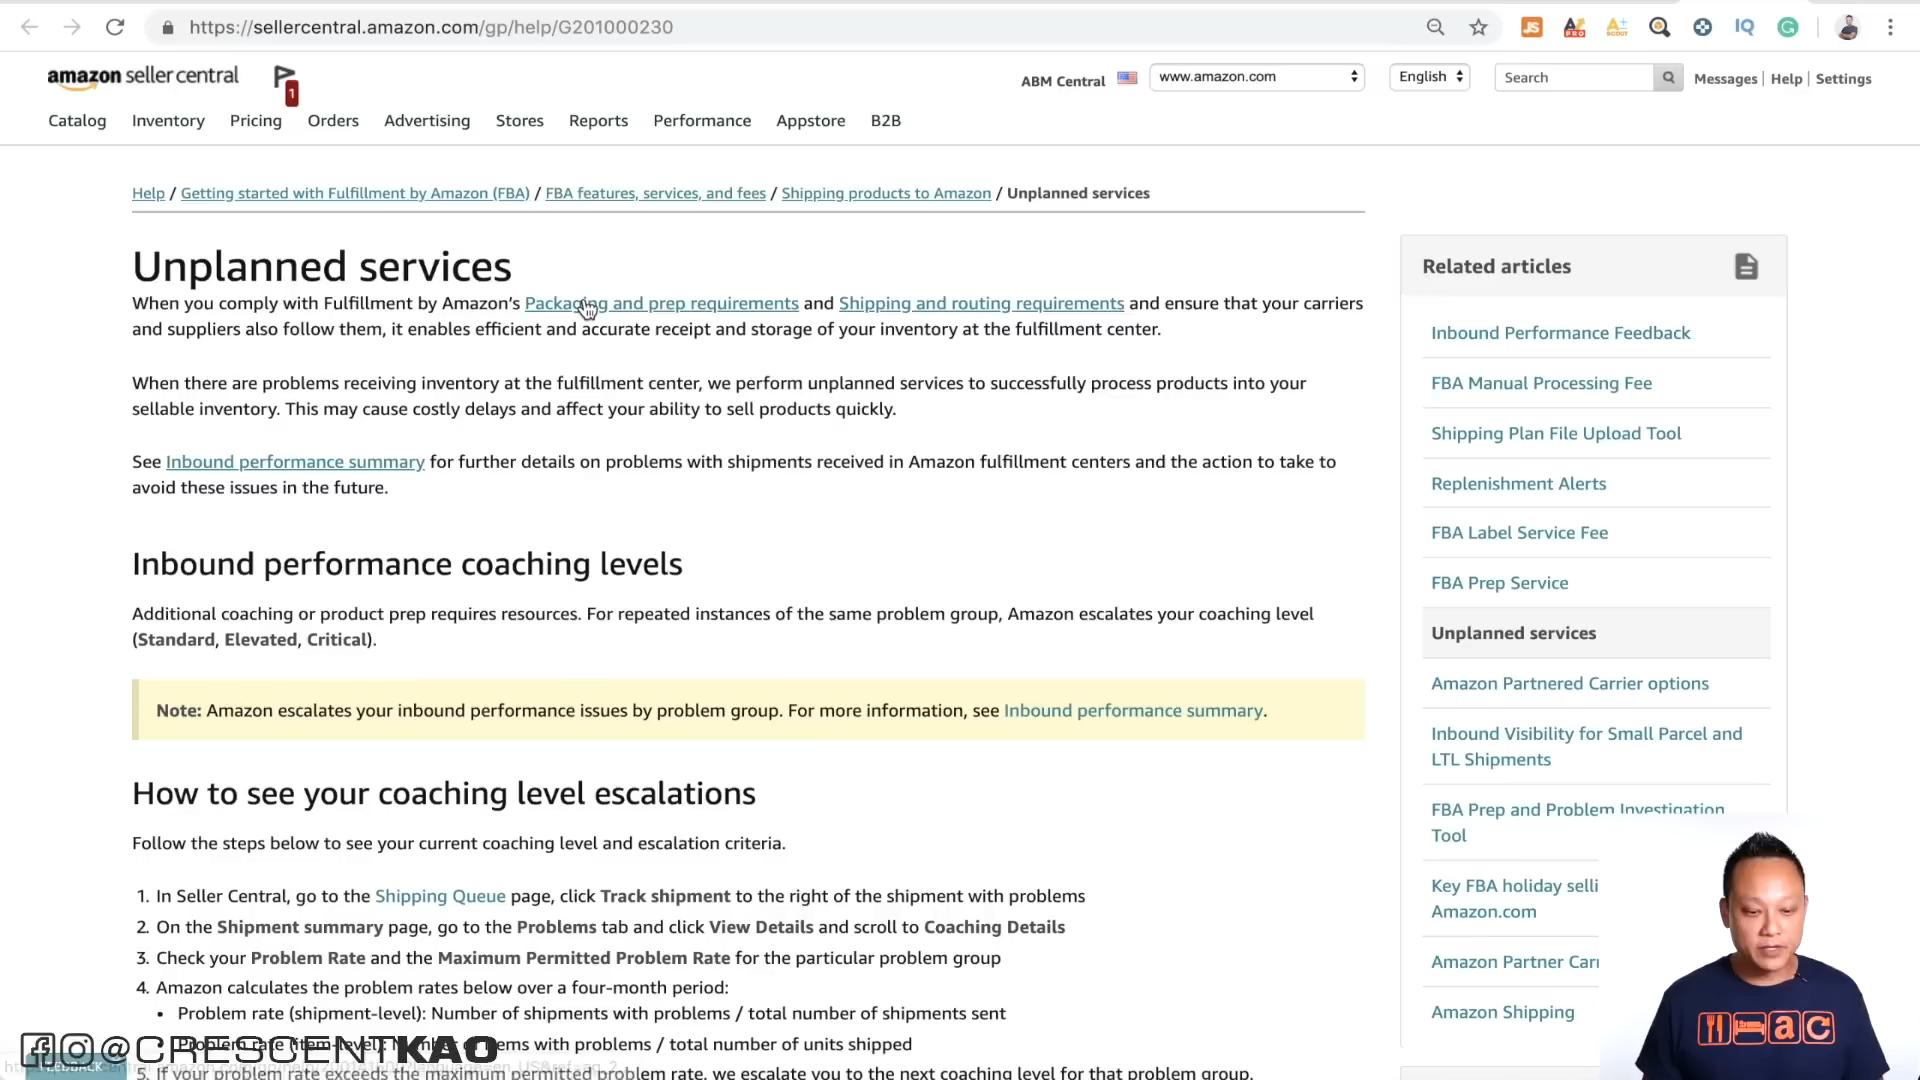 https://sellercentral.amazon.com/gp/help/G201000230
amazon seller central
1
ABM Central
www.amazon.com
English
Search
Messages | Help | Settings
Catalog
Inventory
Pricing
Orders
Advertising
Stores
Reports
Performance
Appstore
B2B
Help / Getting started with Fulfillment by Amazon (FBA) / FBA features, services, and fees / Shipping products to Amazon / Unplanned services
Unplanned services
When you comply with Fulfillment by Amazon's Packaging and prep requirements and Shipping and routing requirements and ensure that your carriers
and suppliers also follow them, it enables efficient and accurate receipt and storage of your inventory at the fulfillment center.
When there are problems receiving inventory at the fulfillment center, we perform unplanned services to successfully process products into your
sellable inventory. This may cause costly delays and affect your ability to sell products quickly.
See Inbound performance summary for further details on problems with shipments received in Amazon fulfillment centers and the action to take to
avoid these issues in the future.
Inbound performance coaching levels
Additional coaching or product prep requires resources. For repeated instances of the same problem group, Amazon escalates your coaching level
(Standard, Elevated, Critical).
Note: Amazon escalates your inbound performance issues by problem group. For more information, see Inbound performance summary.
How to see your coaching level escalations
Follow the steps below to see your current coaching level and escalation criteria.
1. In Seller Central, go to the Shipping Queue page, click Track shipment to the right of the shipment with problems
2. On the Shipment summary page, go to the Problems tab and click View Details and scroll to Coaching Details
3. Check your Problem Rate and the Maximum Permitted Problem Rate for the particular problem group
4. Amazon calculates the problem rates below over a four-month period:
• Problem rate (shipment-level): Number of shipments with problems / total number of shipments sent
Problem rate (item-level): ems with problems / total number of units shipped
5. If your problem rate exceeds the maximum permitted problem rate, we escalate you to the next coaching level for that problem group.
@CRESCENTKAO
FEEDBACK
Related articles
Inbound Performance Feedback
FBA Manual Processing Fee
Shipping Plan File Upload Tool
Replenishment Alerts
FBA Label Service Fee
FBA Prep Service
Unplanned services
Amazon Partnered Carrier options
Inbound Visibility for Small Parcel and
LTL Shipments
FBA Prep and Problem Investigation
Tool
Key FBA holiday selli
Amazon.com
Amazon Partner Carr
Amazon Shipping